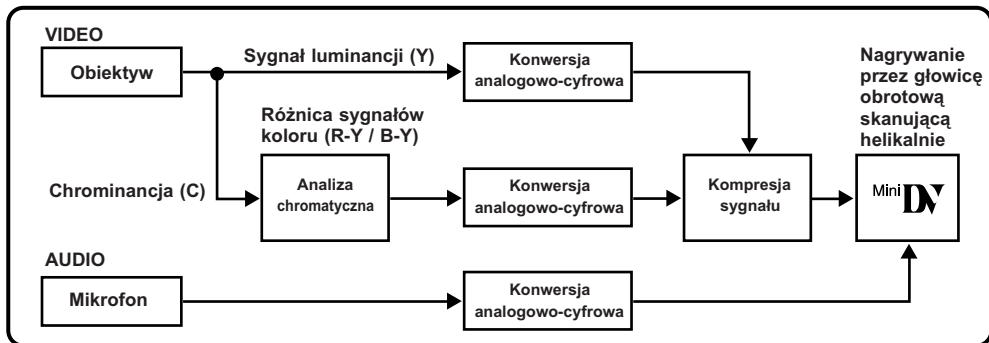 VIDEO
Obiektyw
Sygnał luminancji (Y)
Konwersja
analogowo-cyfrowa
Nagrywanie
przez głowicę
obrotową
skanującą
helikalnie
Różnica sygnałów
koloru (R-Y / B-Y)
Chrominancja (C)
Analiza
chromatyczna
Konwersja
analogowo-cyfrowa
Kompresja
sygnału
Mini DV
AUDIO
Mikrofon
Konwersja
analogowo-cyfrowa